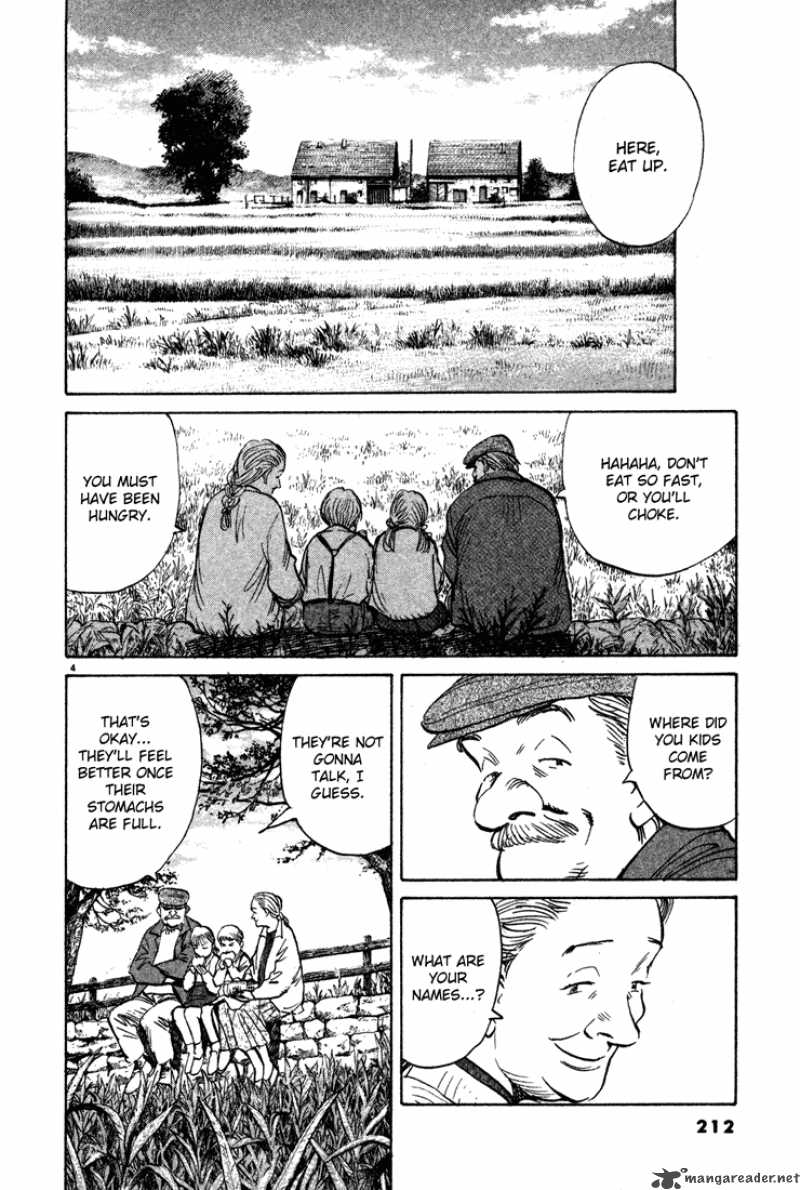 HERE,
EAT UP.
YOU MUST
HAVE BEEN
HUNGRY.
HAHAHA, DON'T
EAT SO FAST,
OR YOU'LL
CHOKE.
4
WHERE DID
YOU KIDS
COME
FROM?
WHAT ARE
YOUR
NAMES...?
THEY'RE NOT
GONNA
TALK, I
GUESS.
THAT'S
OKAY...
THEY'LL FEEL
BETTER ONCE
THEIR
STOMACHS
ARE FULL.
212
mangareader.net